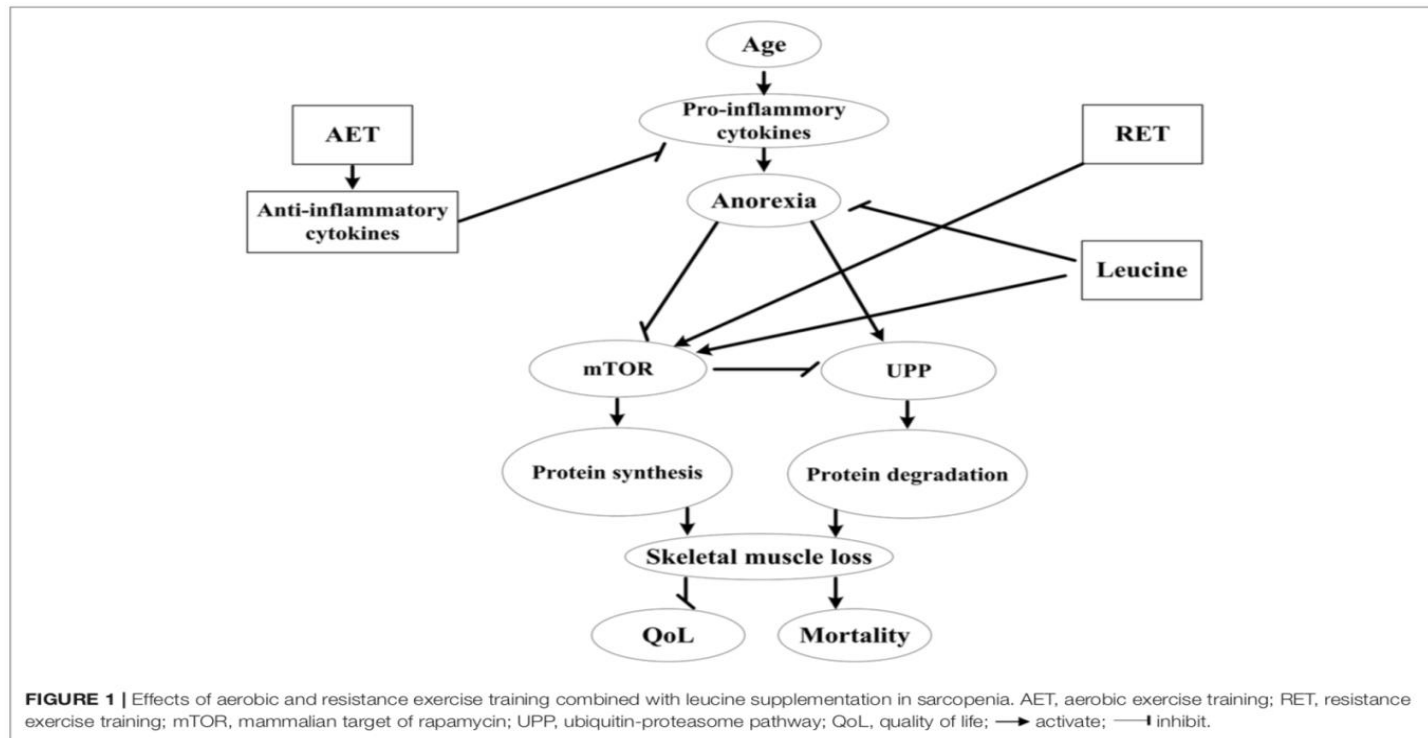 Age
Pro-inflammory
cytokines
AET
RET
Anti-inflammatory
cytokines
Anorexia
Leucine
mTOR
UPP
Protein synthesis
Protein degradation
Skeletal muscle loss
QoL
Mortality
FIGURE 1 | Effects of aerobic and resistance exercise training combined with leucine supplementation in sarcopenia. AET, aerobic exercise training; RET, resistance
exercise training; mTOR, mammalian target of rapamycin; UPP, ubiquitin-proteasome pathway; QoL, quality of life; ⟶ activate; ⟶ inhibit.